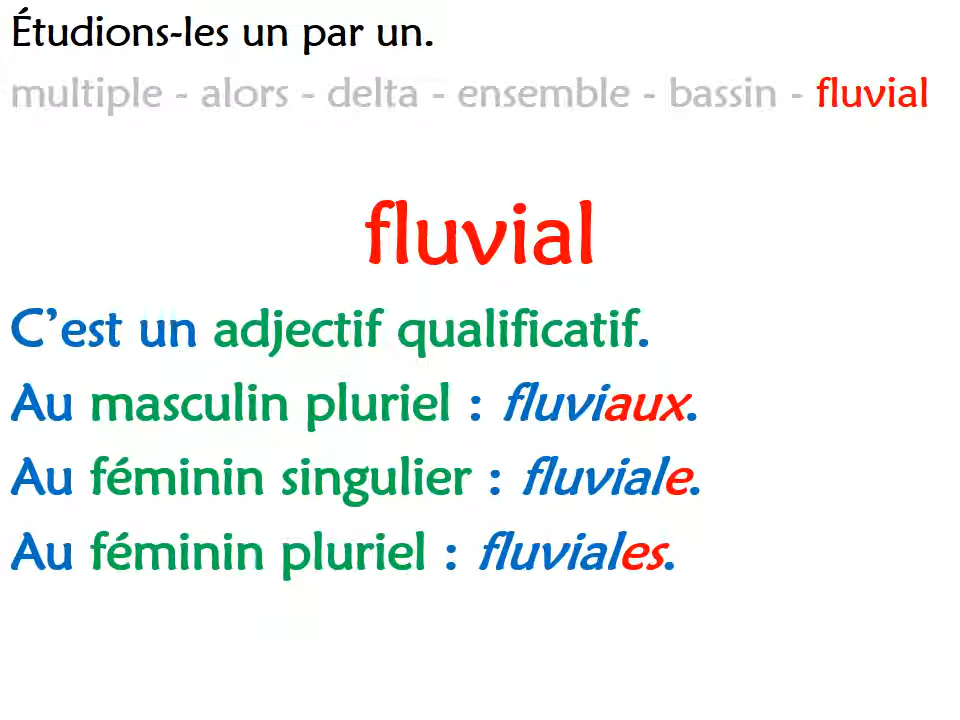 Étudions-les un par un.
multiple - alors - delta - ensemble - bassin - fluvial
fluvial
C’est un adjectif qualificatif.
Au masculin pluriel : fluviaux.
Au féminin singulier : fluviale.
Au féminin pluriel : fluviales.